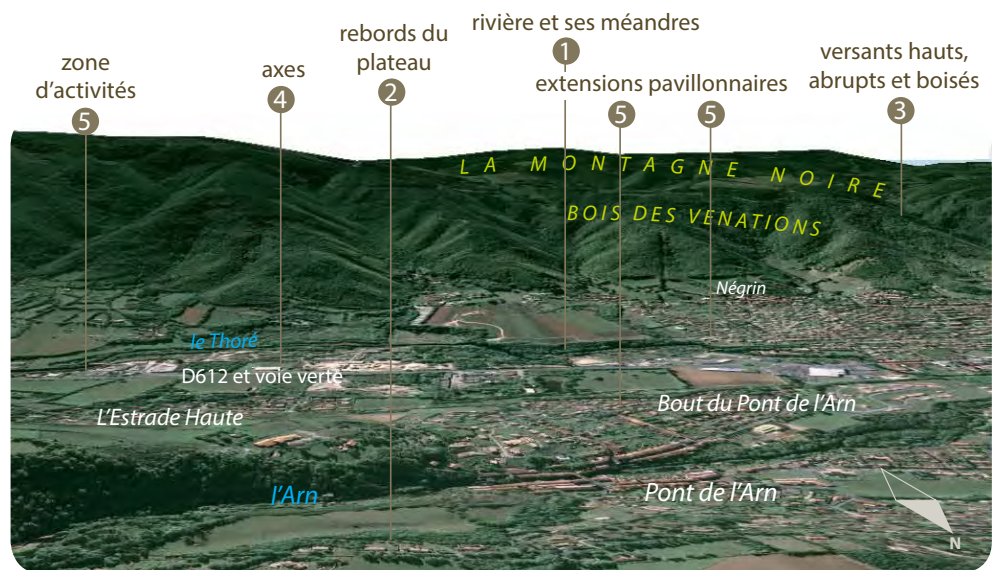 zone
d'activités
5
axes
4
rebords du
plateau
2
rivière et ses méandres
1
extensions pavillonnaires
5
5
versants hauts,
abrupts et boisés
3
LA MONTAGNE NOIRE
BOIS DES VENATIONS
Négrin
le Thoré
D612 et voie verte
L'Estrade Haute
Bout du Pont de l'Arn
l'Arn
Pont de l'Arn
N